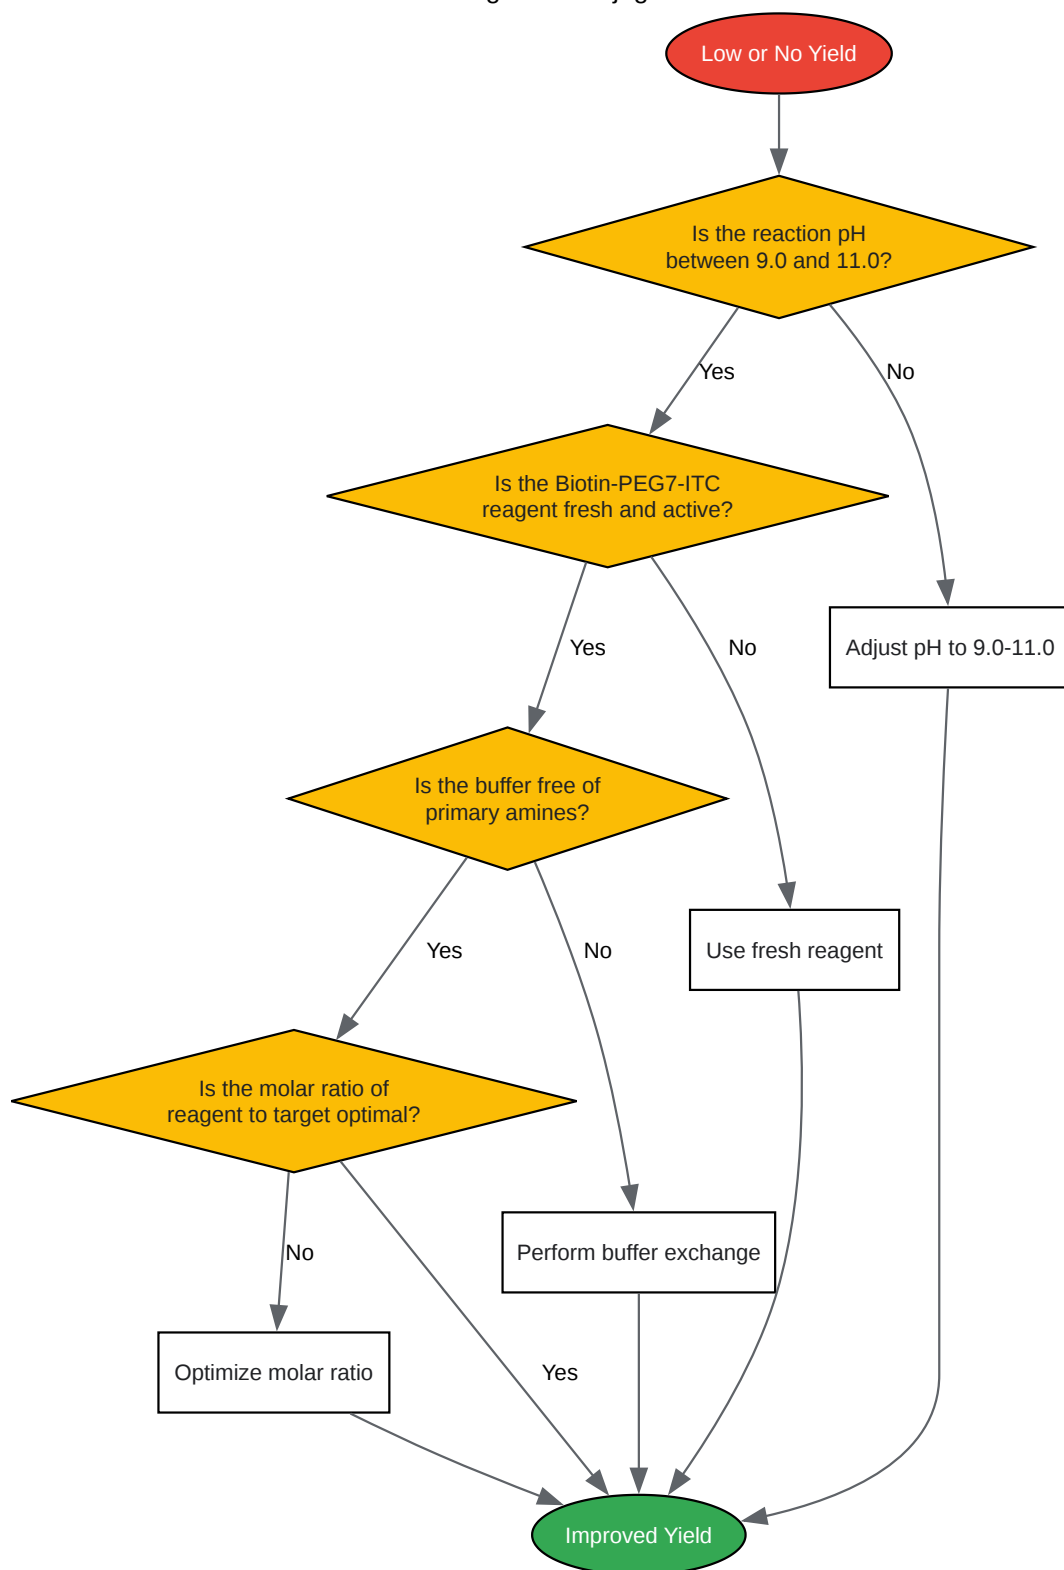 Low or No Yield
Is the reaction pH
between 9.0 and 11.0?
Yes
No
Is the Biotin-PEG7-ITC
reagent fresh and active?
Yes
No
Adjust pH to 9.0-11.0
Is the buffer free of
primary amines?
Yes
No
Use fresh reagent
Is the molar ratio of
reagent to target optimal?
No
Perform buffer exchange
Optimize molar ratio
Yes
Improved Yield